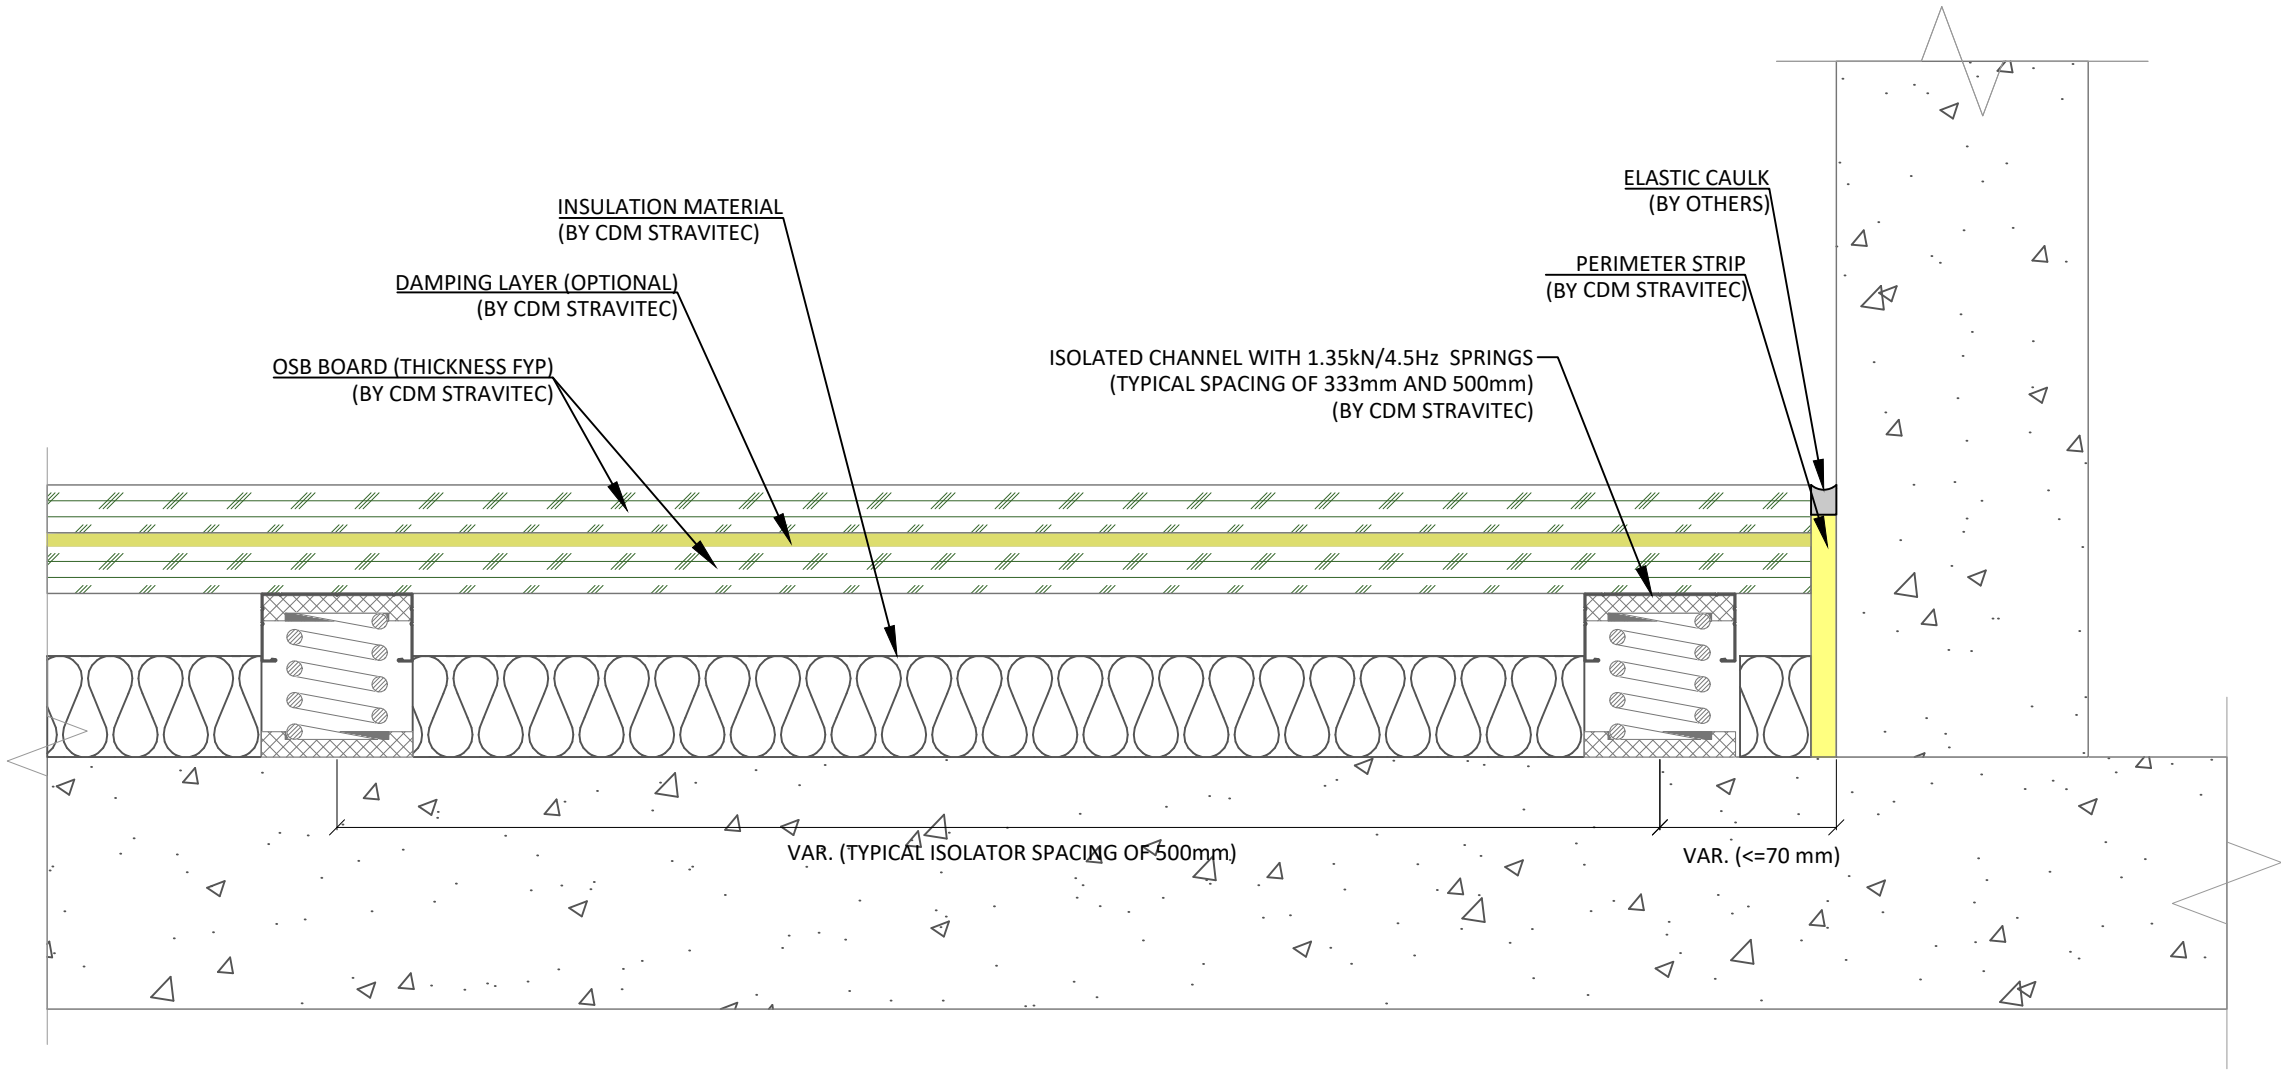 ELASTIC CAULK
(BY OTHERS)
INSULATION MATERIAL
(BY CDM STRAVITEC)
PERIMETER STRIP
(BY CDM STRAVITEC)
DAMPING LAYER (OPTIONAL)
(BY CDM STRAVITEC)
ISOLATED CHANNEL WITH 1.35kN/4.5Hz SPRINGS
(TYPICAL SPACING OF 333mm AND 500mm)
(BY CDM STRAVITEC)
OSB BOARD (THICKNESS FYP)
(BY CDM STRAVITEC)
VAR. (TYPICAL ISOLATOR SPACING OF 500mm)
VAR. (<=70 mm)